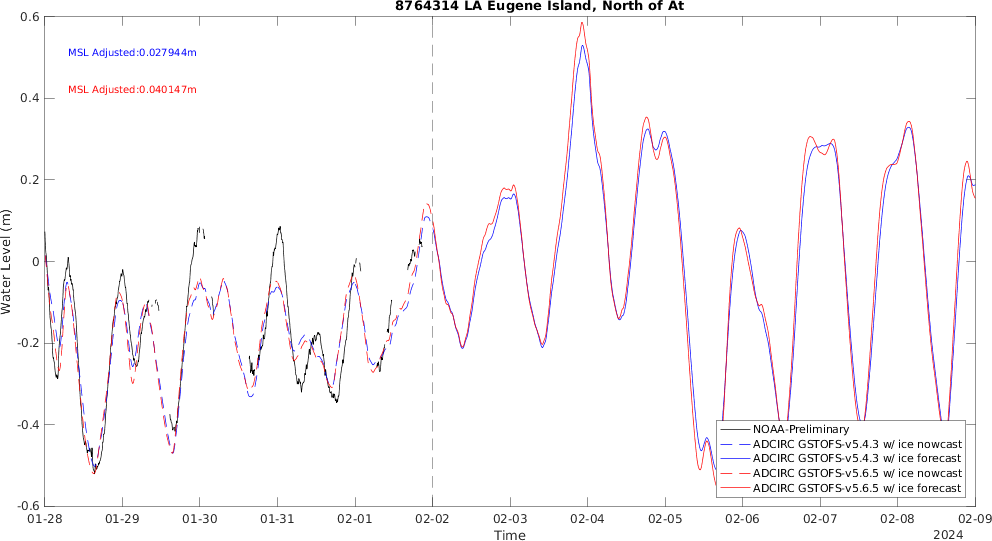 8764314 LA Eugene Island, North of At
MSL Adjusted:0.027944m
MSL Adjusted:0.040147m
Water Level (m)
0.6
0.4
0.2
0
-0.2
-0.4
-0.6
NOAA-Preliminary
ADCIRC GSTOFS-v5.4.3 w/ ice nowcast
ADCIRC GSTOFS-v5.4.3 w/ ice forecast
ADCIRC GSTOFS-v5.6.5 w/ ice nowcast
ADCIRC GSTOFS-v5.6.5 w/ ice forecast
01-28 01-29 01-30 01-31 02-01 02-02 02-03 02-04 02-05 02-06 02-07 02-08 02-09
Time
2024